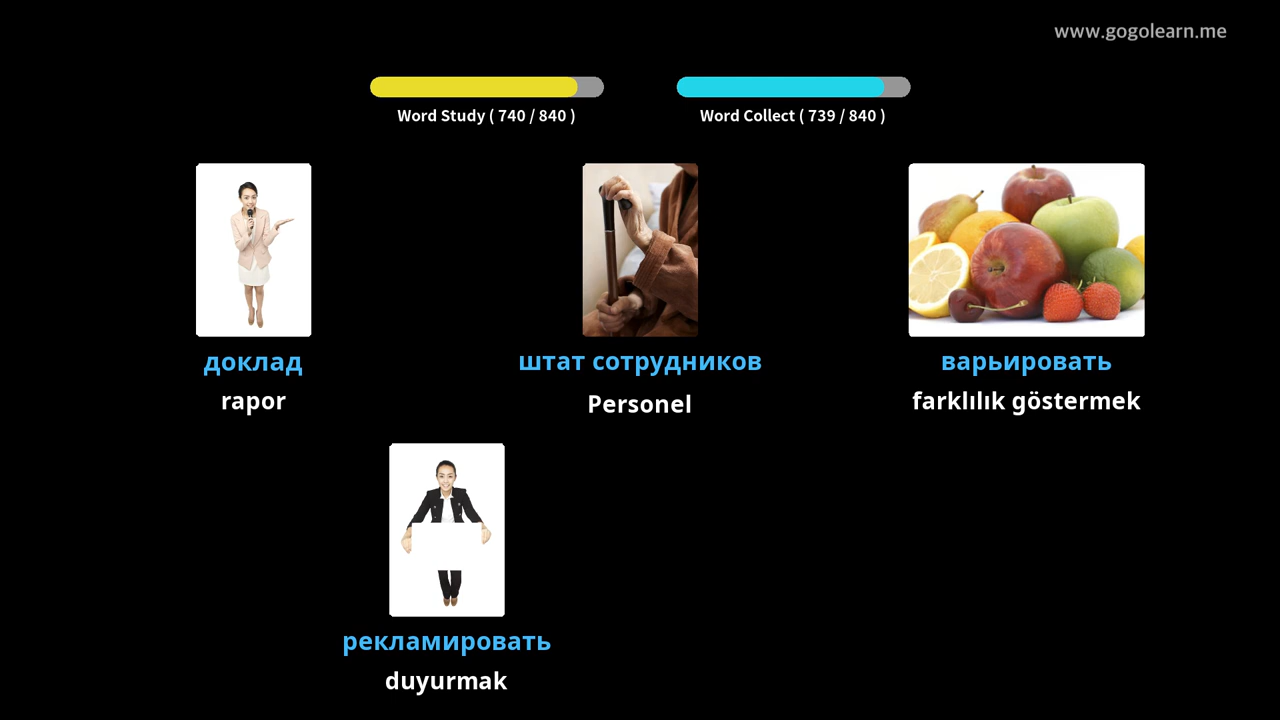 www.gogolearn.me
Word Study ( 740 / 840 )
Word Collect ( 739 / 840 )
доклад
rapor
штат сотрудников
Personel
варьировать
farklılık göstermek
рекламировать
duyurmak